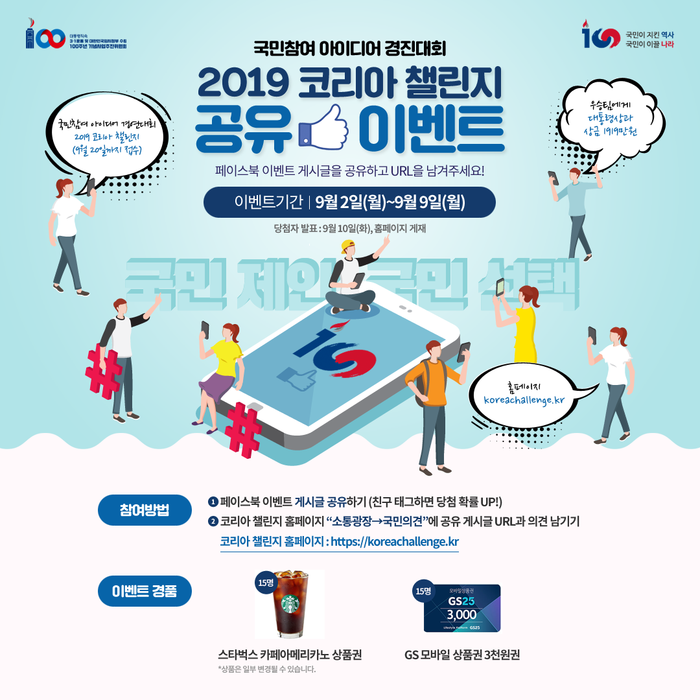 100
대통령직속
3·1운동 및 대한민국임시정부 수립
100주년 기념사업추진위원회
100
국민이 지킨 역사
국민이 이끌 나라
국민참여 아이디어 경진대회
2019 코리아 챌린지
공유 이벤트
페이스북 이벤트 게시글을 공유하고 URL을 남겨주세요!
이벤트기간 | 9월 2일(월)~9월 9일(월)
당첨자 발표 : 9월 10일(화), 홈페이지 게재
국민참여 아이디어 경연대회
2019 코리아 챌린지
(9월 20일까지 접수)
우승팀에게
대통령상과
상금 1919만원
국민 제안 국민 선택
100
#
#
홈페이지
koreachallenge.kr
참여방법
1 페이스북 이벤트 게시글 공유하기 (친구 태그하면 당첨 확률 UP!)
2 코리아 챌린지 홈페이지 “소통광장→국민의견”에 공유 게시글 URL과 의견 남기기
코리아 챌린지 홈페이지 : https://koreachallenge.kr
이벤트 경품
15명
스타벅스 카페아메리카노 상품권
*상품은 일부 변경될 수 있습니다.
15명
모바일상품권
GS25
3,000
GS25
GS 모바일 상품권 3천원권